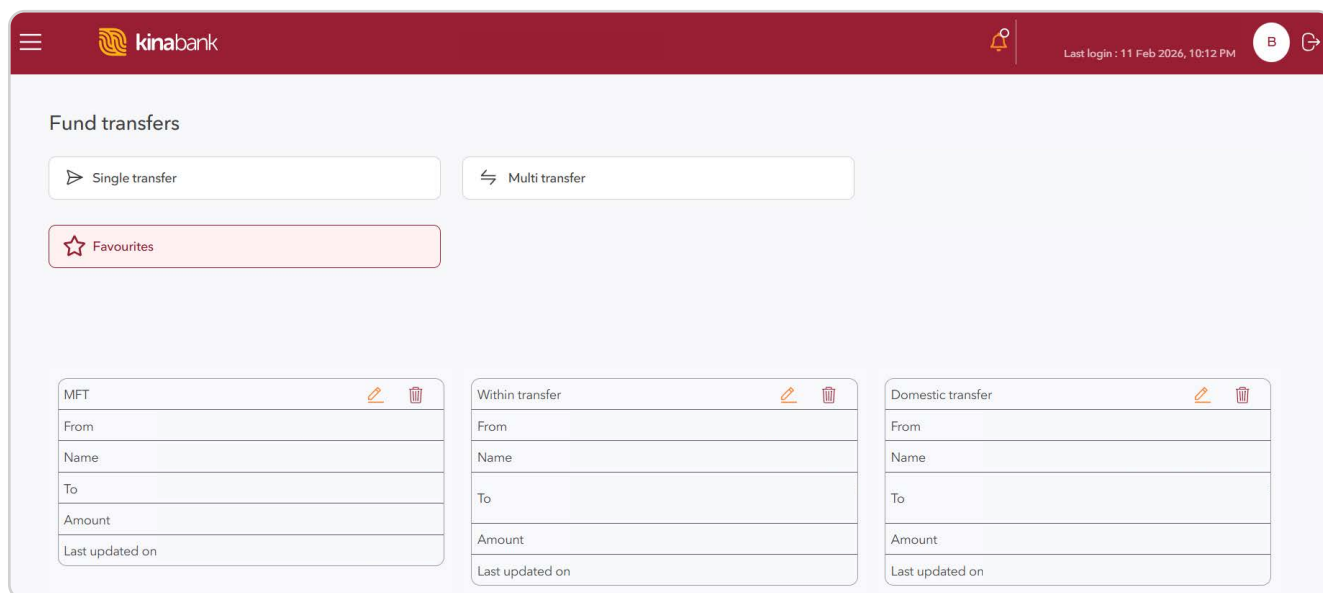 kinabank
Last login : 11 Feb 2026, 10:12 PM
B
Fund transfers
Single transfer
Multi transfer
Favourites
MFT
From
Name
To
Amount
Last updated on
Within transfer
From
Name
To
Amount
Last updated on
Domestic transfer
From
Name
To
Amount
Last updated on